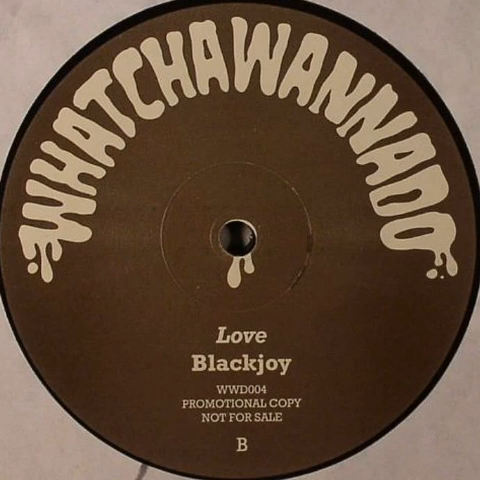 WHATCHAWANNADO
Love
Blackjoy
WWD004
PROMOTIONAL COPY
NOT FOR SALE
B